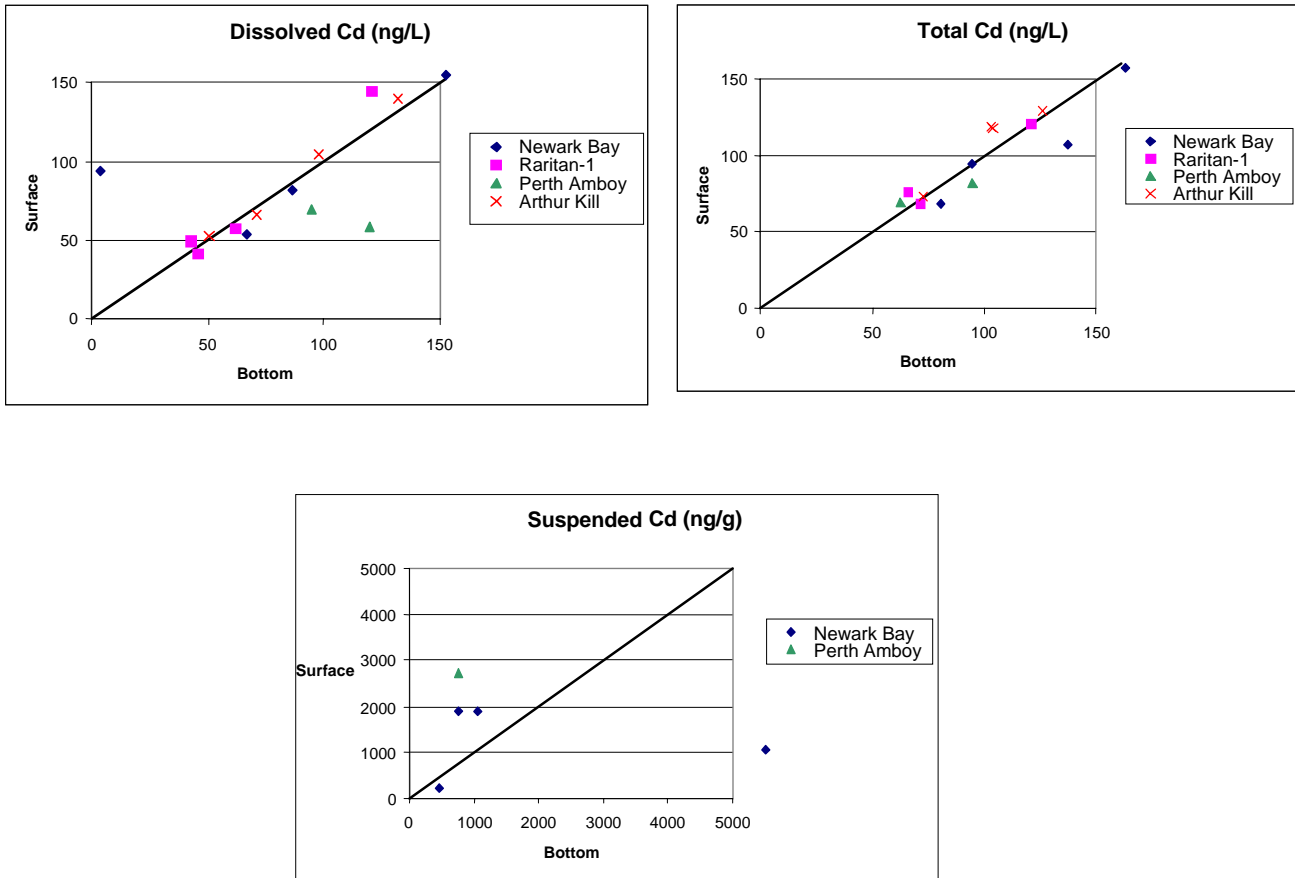 Dissolved Cd (ng/L)
150
100
50
0
Surface
0 50 100 150
Bottom
Newark Bay
Raritan-1
Perth Amboy
Arthur Kill
Total Cd (ng/L)
150
100
50
0
Surface
0 50 100 150
Bottom
Newark Bay
Raritan-1
Perth Amboy
Arthur Kill
Suspended Cd (ng/g)
5000
4000
3000
2000
1000
0
Surface
0 1000 2000 3000 4000 5000
Bottom
Newark Bay
Perth Amboy